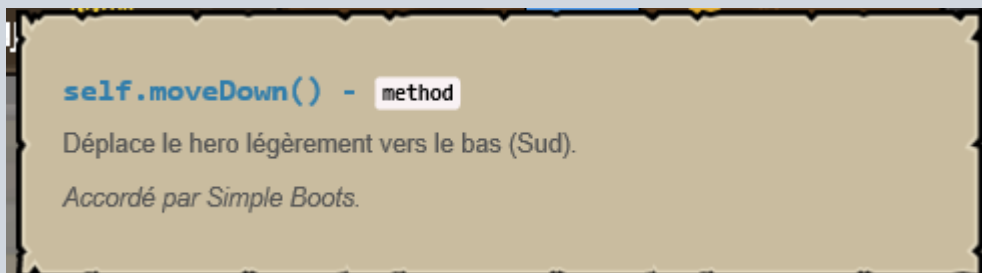 self.moveDown() - method
Déplace le hero légèrement vers le bas (Sud).
Accordé par Simple Boots.